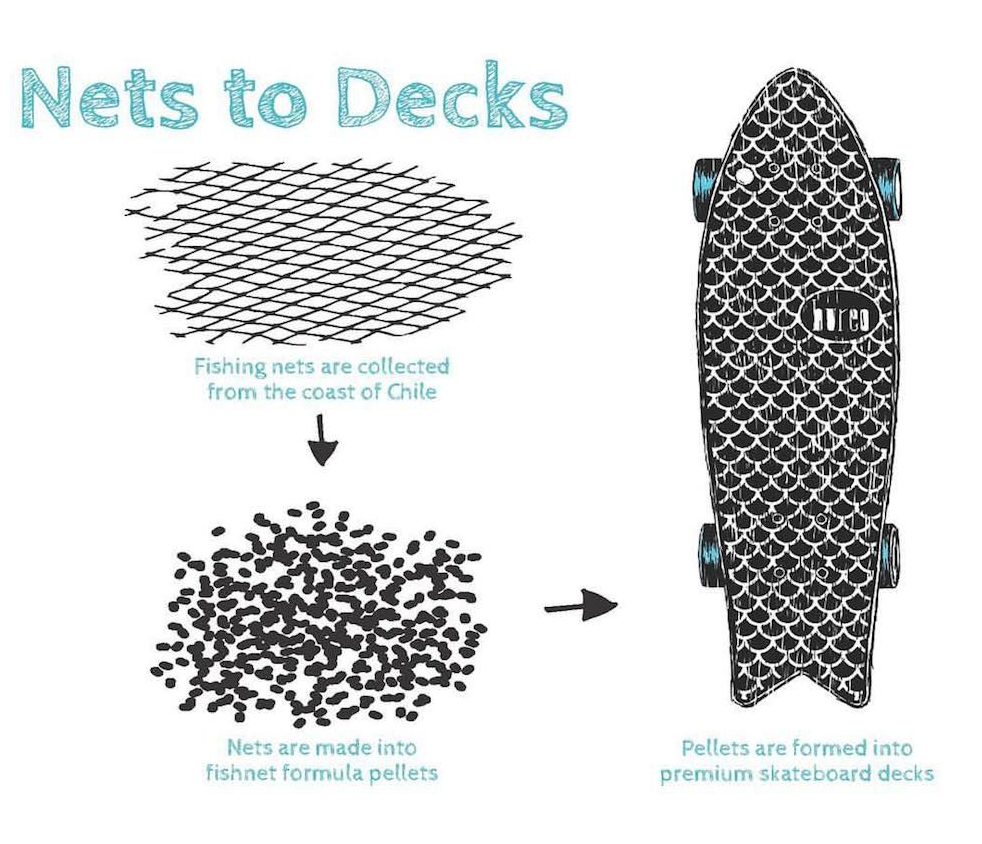 Nets to Decks
Fishing nets are collected
from the coast of Chile
Nets are made into
fishnet formula pellets
bureo
Pellets are formed into
premium skateboard decks